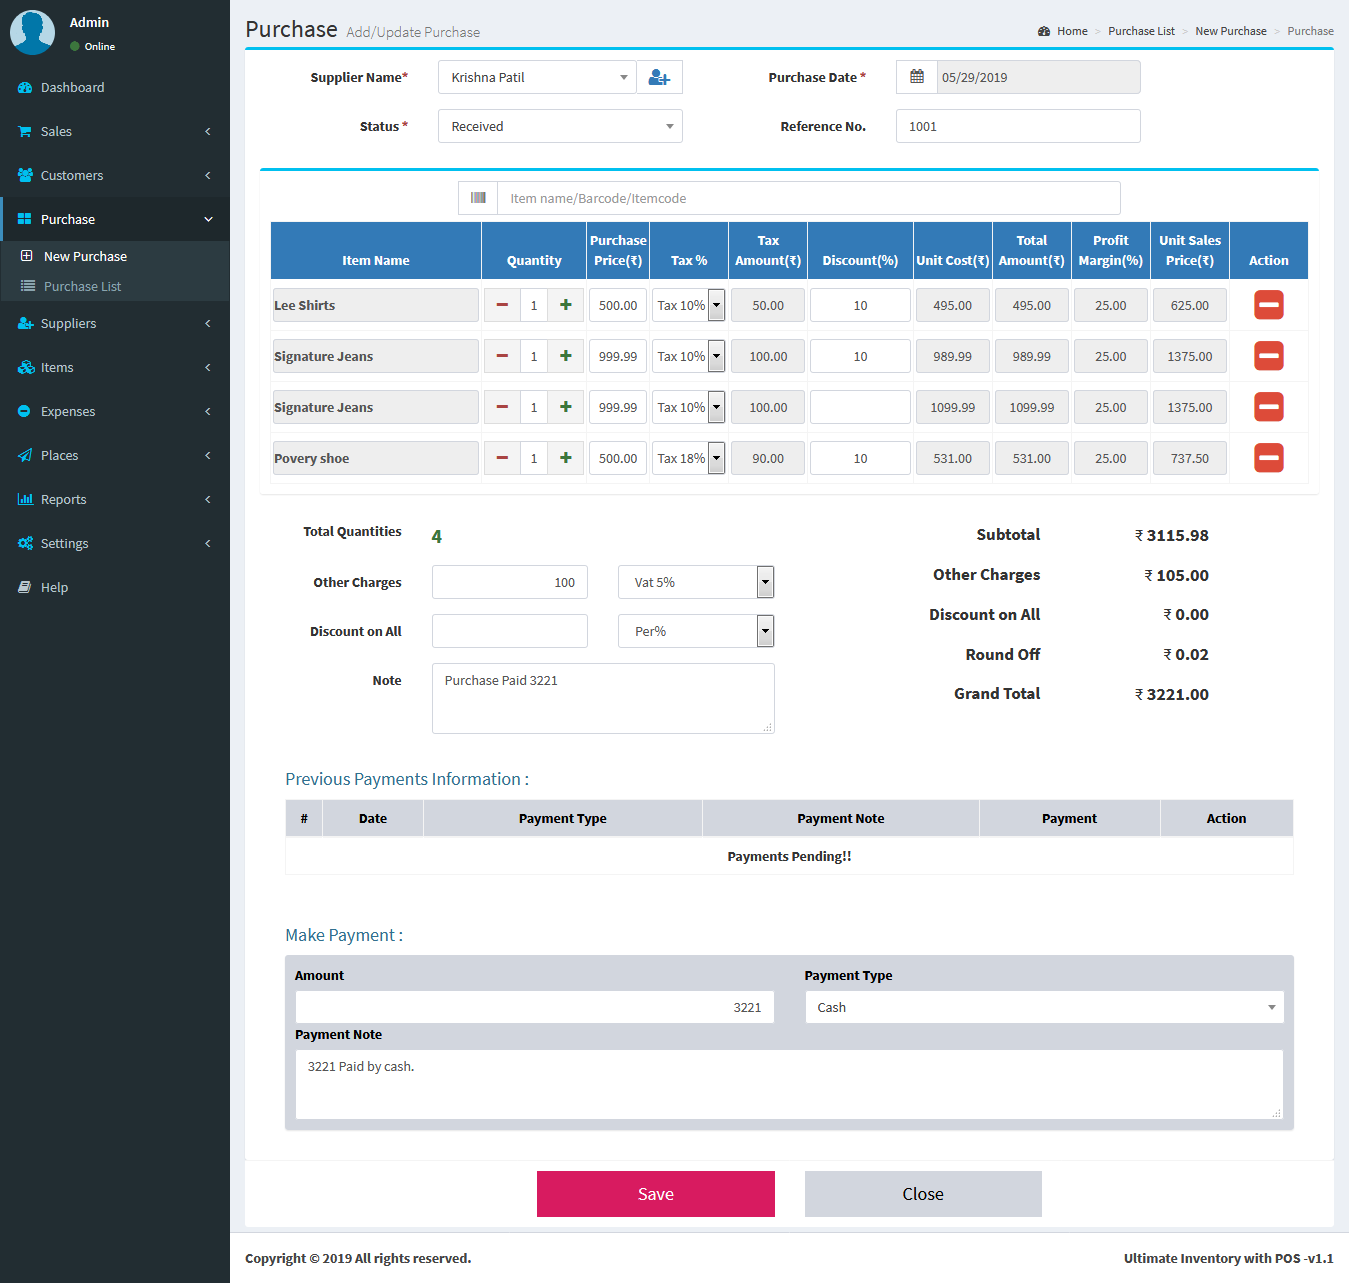 Admin
Online
Dashboard
Sales
Customers
Purchase
New Purchase
Purchase List
Suppliers
Items
Expenses
Places
Reports
Settings
Help
Purchase Add/Update Purchase
Home > Purchase List > New Purchase > Purchase
Supplier Name* Krishna Patil Purchase Date * 05/29/2019
Status * Received Reference No. 1001
Item name/Barcode/Itemcode
Item Name Quantity Purchase Price(₹) Tax % Tax Amount(₹) Discount(%) Unit Cost(₹) Total Amount(₹) Profit Margin(%) Unit Sales Price(₹) Action
Lee Shirts 1 500.00 Tax 10% 50.00 10 495.00 495.00 25.00 625.00
Signature Jeans 1 999.99 Tax 10% 100.00 10 989.99 989.99 25.00 1375.00
Signature Jeans 1 999.99 Tax 10% 100.00 1099.99 1099.99 25.00 1375.00
Povery shoe 1 500.00 Tax 18% 90.00 10 531.00 531.00 25.00 737.50
Total Quantities 4
Other Charges 100 Vat 5%
Discount on All Per%
Note Purchase Paid 3221
Subtotal ₹ 3115.98
Other Charges ₹ 105.00
Discount on All ₹ 0.00
Round Off ₹ 0.02
Grand Total ₹ 3221.00
Previous Payments Information :
# Date Payment Type Payment Note Payment Action
Payments Pending!!
Make Payment :
Amount Payment Type
3221 Cash
Payment Note
3221 Paid by cash.
Save Close
Copyright © 2019 All rights reserved. Ultimate Inventory with POS -v1.1